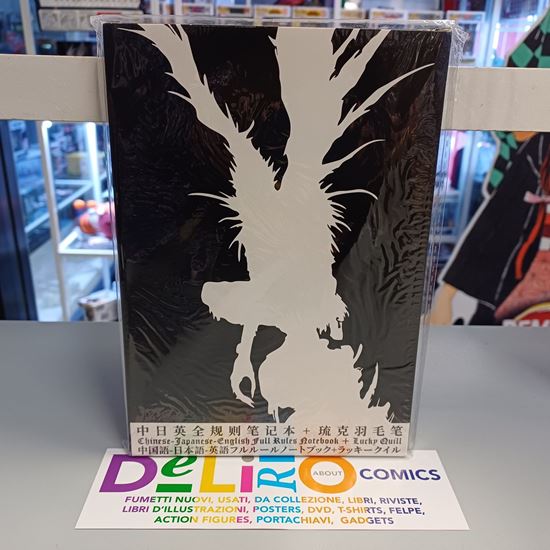 中日英全规则笔记本 + 琉克羽毛笔
Chinese-Japanese-English Full Rules Notebook + Lucky Quill
中国語-日本語-英語フルルールノートブック+ラッキークイル
DeLiRiO ABOUT COMICS
FUMETTI NUOVI, USATI, DA COLLEZIONE, LIBRI, RIVISTE,
LIBRI D'ILLUSTRAZIONI, POSTERS, DVD, T-SHIRTS, FELPE,
ACTION FIGURES, PORTACHIAVI, GADGETS